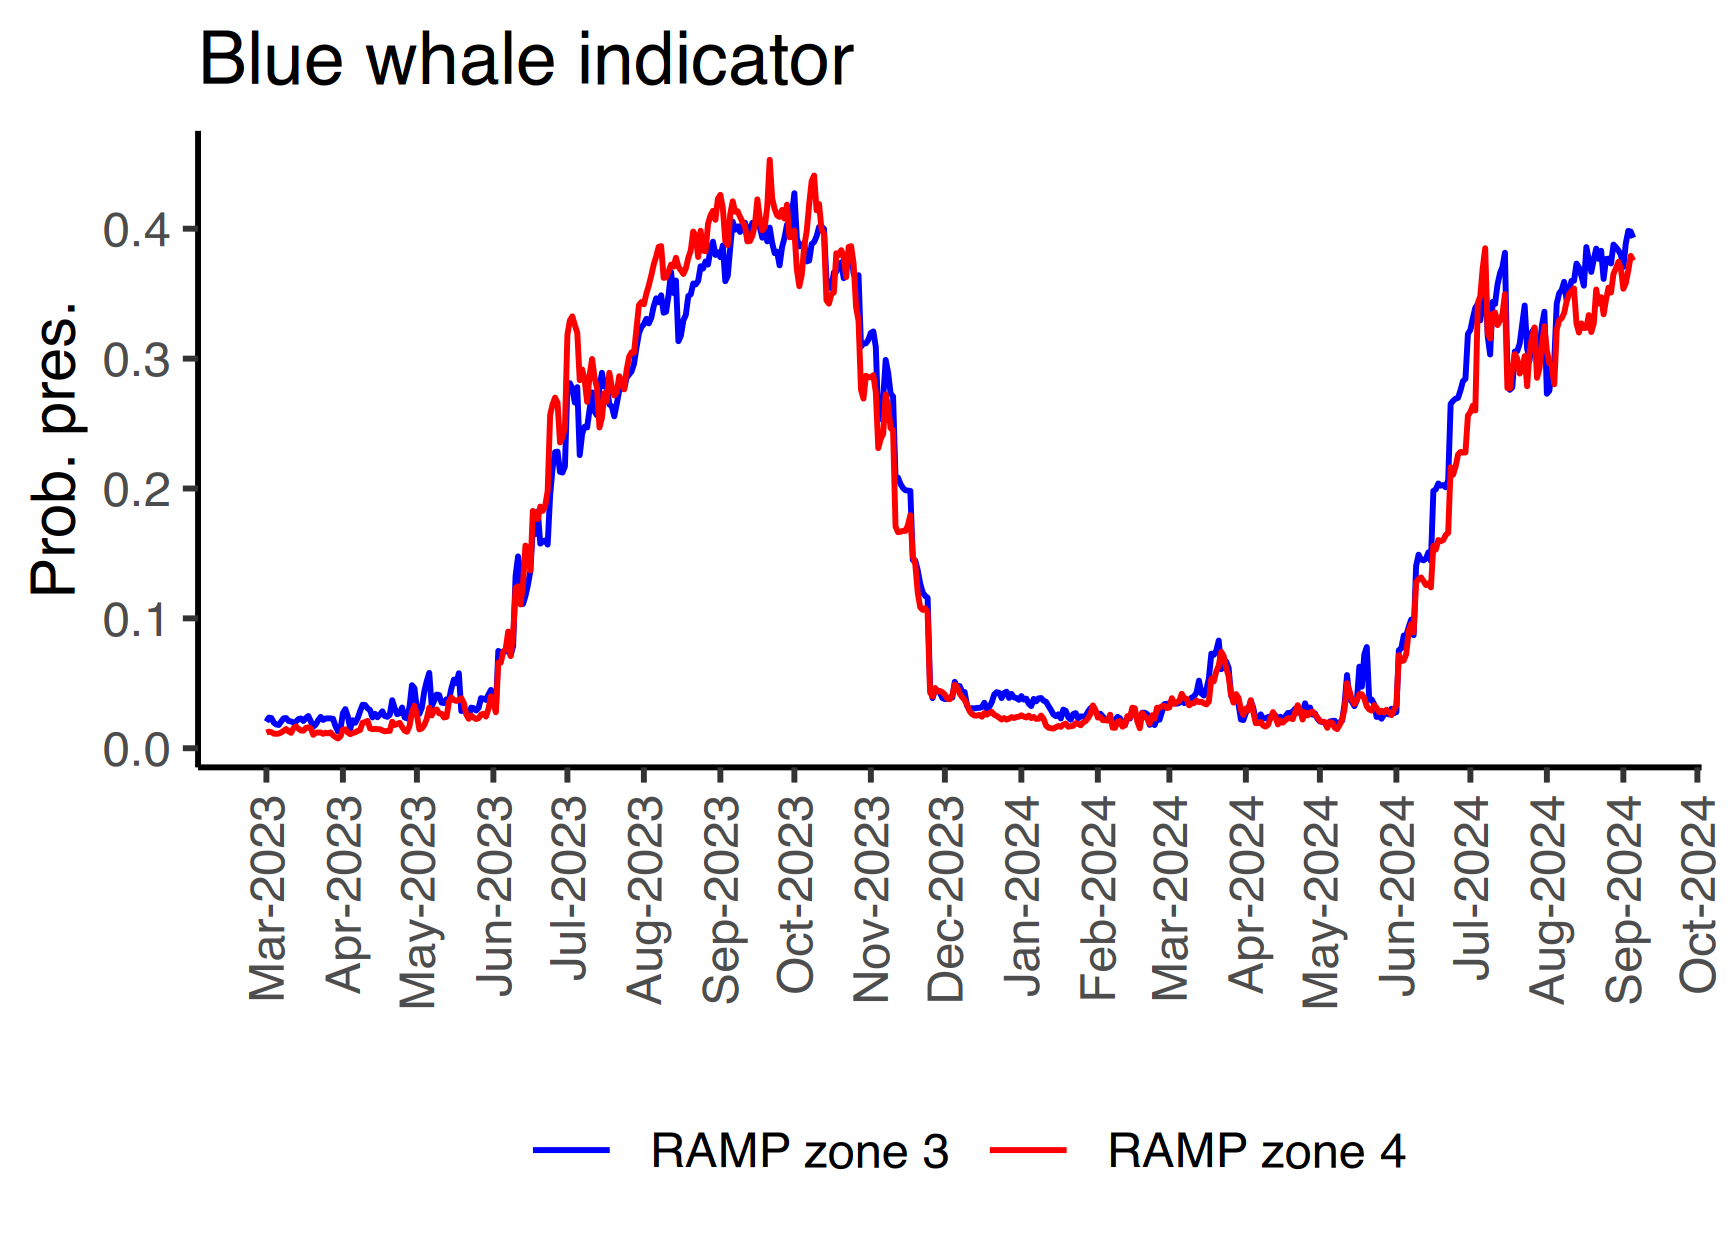 Blue whale indicator
Prob. pres.
0.4
0.3
0.2
0.1
0.0
Mar-2023
Apr-2023
May-2023
Jun-2023
Jul-2023
Aug-2023
Sep-2023
Oct-2023
Nov-2023
Dec-2023
Jan-2024
Feb-2024
Mar-2024
Apr-2024
May-2024
Jun-2024
Jul-2024
Aug-2024
Sep-2024
Oct-2024
RAMP zone 3
RAMP zone 4